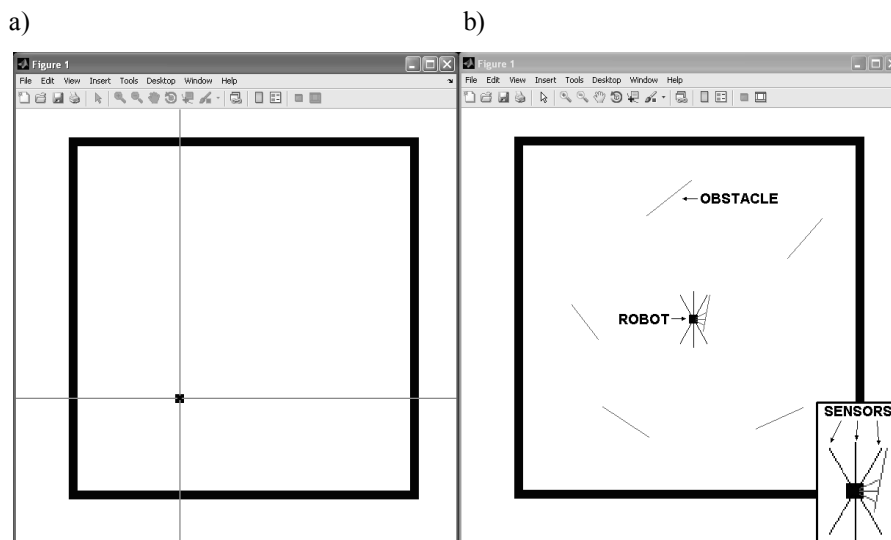 a)
b)
Figure 1
File Edit View Insert Tools Desktop Window Help
Figure 1
File Edit View Insert Tools Desktop Window Help
OBSTACLE
ROBOT
SENSORS